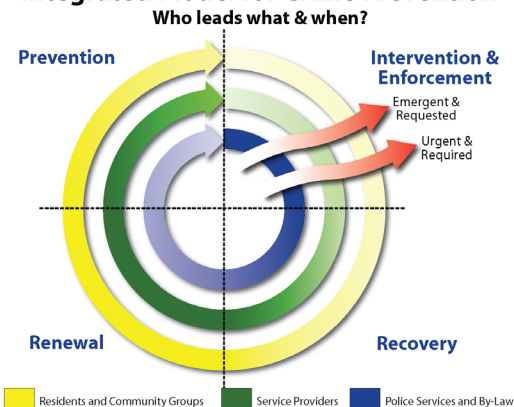 Who leads what & when?
Prevention
Intervention &
Enforcement
Emergent &
Requested
Urgent &
Required
Renewal
Recovery
Residents and Community Groups
Service Providers
Police Services and By-Law